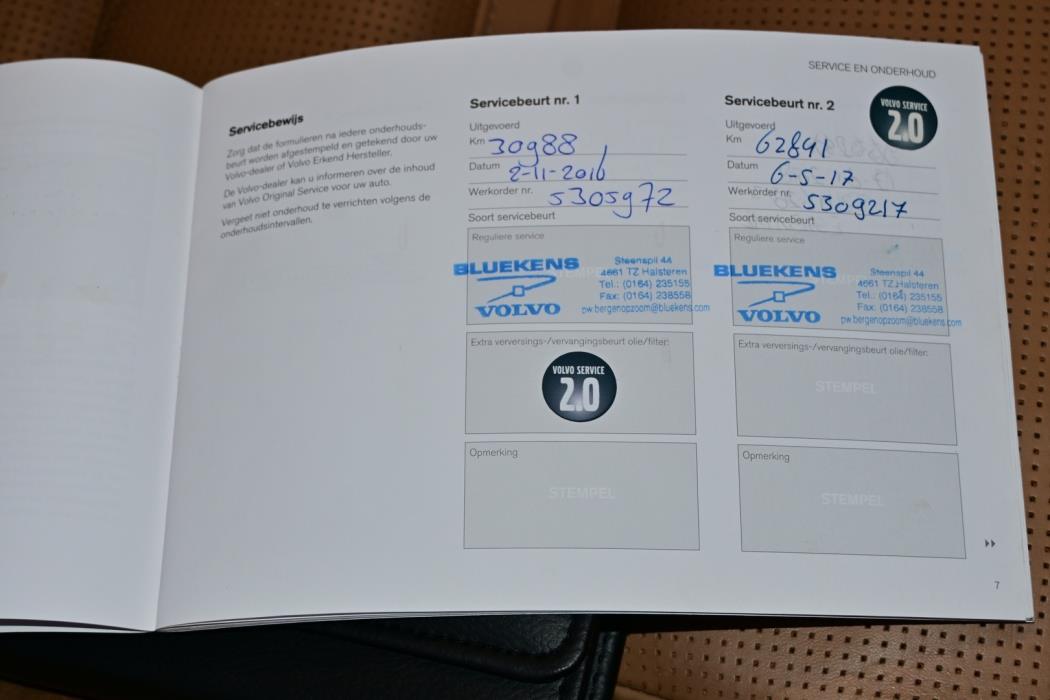 SERVICE EN ONDERHOUD
Servicebewijs
Zorg dat de formulieren na iedere onderhouds-
beurt worden afgestempeld en getekend door uw
Volvo-dealer of Volvo Erkend Hersteller.
De Volvo-dealer kan u informeren over de inhoud
van Volvo Original Service voor uw auto.
Vergeet niet onderhoud te verrichten volgens de
onderhoudsintervallen.
Servicebeurt nr. 1
Uitgevoerd
Km 30988
Datum 2-11-2016
Werkorder nr. 5305972
Soort servicebeurt
Reguliere service
BLUEKENS
VOLVO
Steenspil 44
4661 TZ Halsteren
Tel.: (0164) 235155
Fax: (0164) 238558
pw.bergenopzoom@bluekens.com
Extra verversings-/vervangingsbeurt olie/filter:
VOLVO SERVICE
2.0
Opmerking
STEMPEL
Servicebeurt nr. 2
VOLVO SERVICE
2.0
Uitgevoerd
Km 62841
Datum 6-5-17
Werkorder nr. 5309217
Soort servicebeurt
Reguliere service
BLUEKENS
VOLVO
Steenspil 44
4661 TZ Halsteren
Tel.: (0164) 235155
Fax: (0164) 238558
pw.bergenopzoom@bluekens.com
Extra verversings-/vervangingsbeurt olie/filter:
STEMPEL
Opmerking
STEMPEL
7